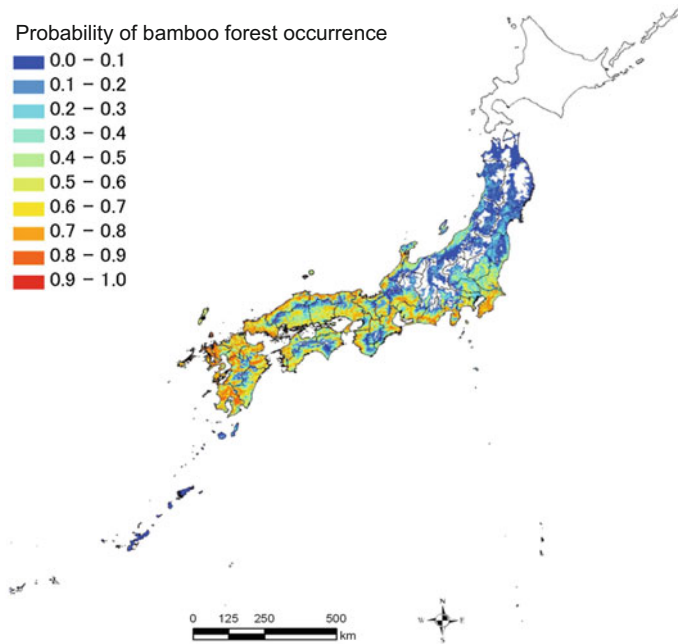 Probability of bamboo forest occurrence
0.0 – 0.1
0.1 – 0.2
0.2 – 0.3
0.3 – 0.4
0.4 – 0.5
0.5 – 0.6
0.6 – 0.7
0.7 – 0.8
0.8 – 0.9
0.9 – 1.0
N
W E
S
0 125 250 500
km